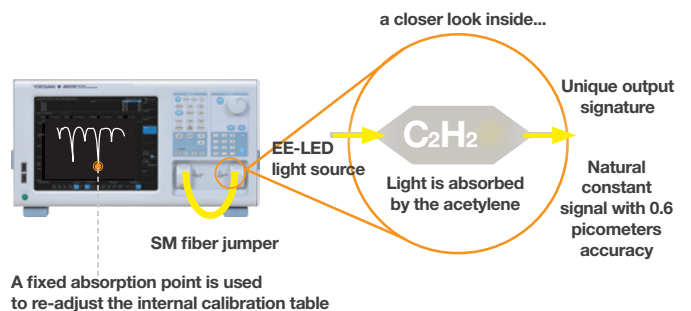 a closer look inside...
YOKOGAWA
Unique output
signature
C2H2
EE-LED
light source
Light is absorbed
by the acetylene
Natural
constant
signal with 0.6
picometers
accuracy
SM fiber jumper
A fixed absorption point is used
to re-adjust the internal calibration table